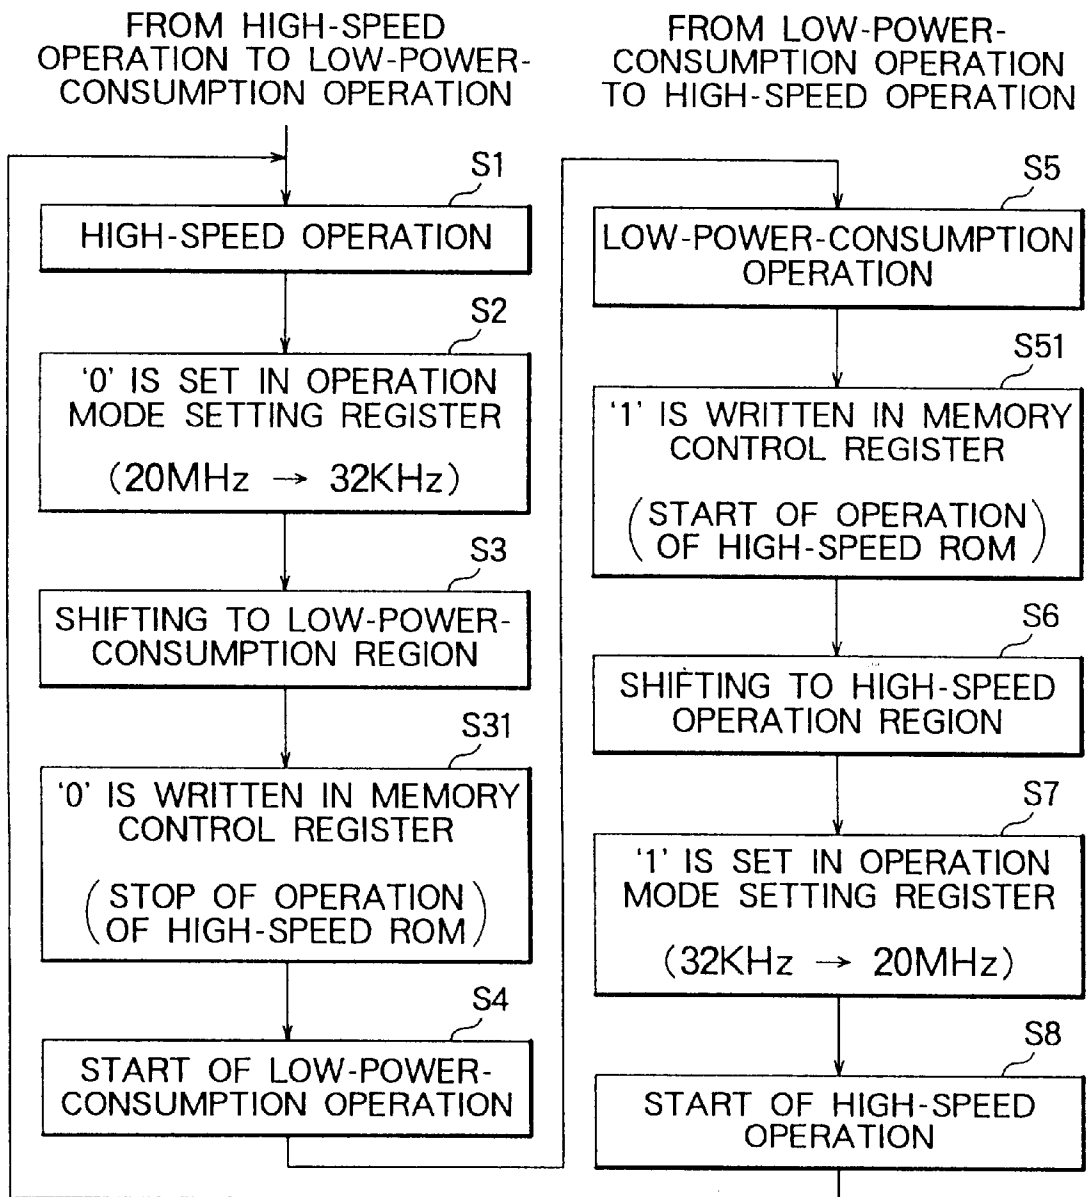 FROM HIGH-SPEED
OPERATION TO LOW-POWER-
CONSUMPTION OPERATION
S1
HIGH-SPEED OPERATION
S2
‘0’ IS SET IN OPERATION
MODE SETTING REGISTER
(20MHz → 32KHz)
S3
SHIFTING TO LOW-POWER-
CONSUMPTION REGION
S31
‘0’ IS WRITTEN IN MEMORY
CONTROL REGISTER
(STOP OF OPERATION
OF HIGH-SPEED ROM)
S4
START OF LOW-POWER-
CONSUMPTION OPERATION
FROM LOW-POWER-
CONSUMPTION OPERATION
TO HIGH-SPEED OPERATION
S5
LOW-POWER-CONSUMPTION
OPERATION
S51
‘1’ IS WRITTEN IN MEMORY
CONTROL REGISTER
(START OF OPERATION
OF HIGH-SPEED ROM)
S6
SHIFTING TO HIGH-SPEED
OPERATION REGION
S7
‘1’ IS SET IN OPERATION
MODE SETTING REGISTER
(32KHz → 20MHz)
S8
START OF HIGH-SPEED
OPERATION